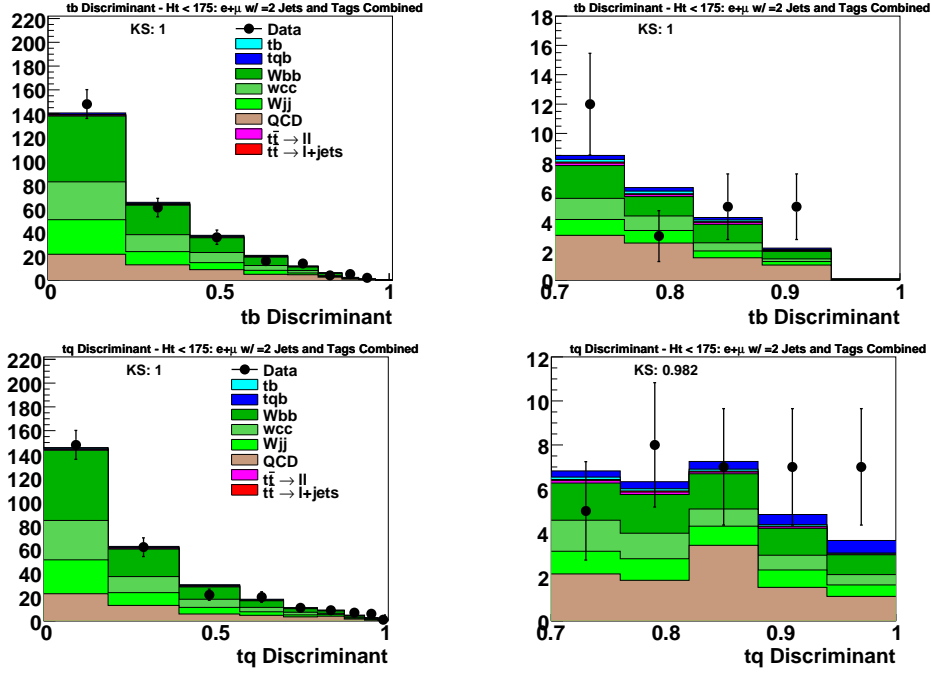 tb Discriminant - Ht < 175: e+μ w/ =2 Jets and Tags Combined
KS: 1
220
200
180
160
140
120
100
80
60
40
20
0
Data
tb
tqb
Wbb
wcc
Wjj
QCD
tt̄ → ll
tt̄ → l+jets
0 0.5 1
tb Discriminant
tb Discriminant - Ht < 175: e+μ w/ =2 Jets and Tags Combined
KS: 1
18
16
14
12
10
8
6
4
2
0
0.7 0.8 0.9 1
tb Discriminant
tq Discriminant - Ht < 175: e+μ w/ =2 Jets and Tags Combined
KS: 1
220
200
180
160
140
120
100
80
60
40
20
0
Data
tb
tqb
Wbb
wcc
Wjj
QCD
tt̄ → ll
tt̄ → l+jets
0 0.5 1
tq Discriminant
tq Discriminant - Ht < 175: e+μ w/ =2 Jets and Tags Combined
KS: 0.982
12
10
8
6
4
2
0
0.7 0.8 0.9 1
tq Discriminant